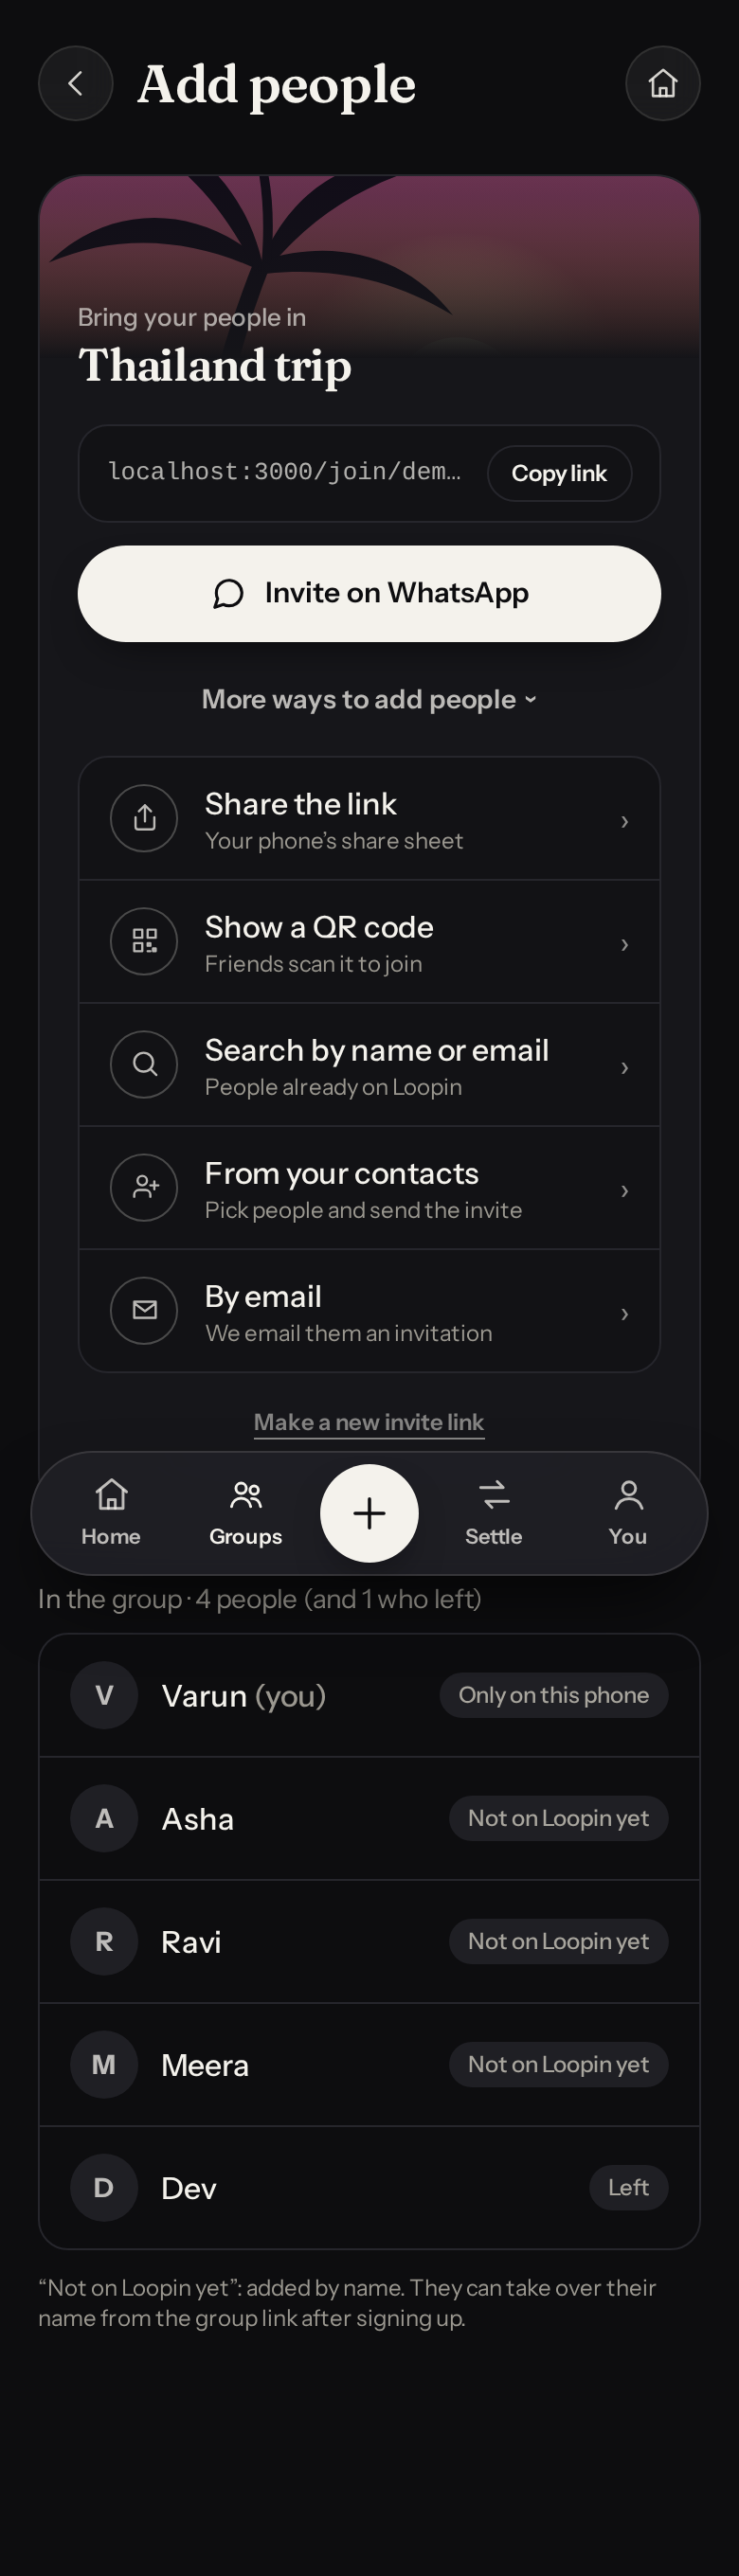 Add people
Bring your people in
Thailand trip
localhost:3000/join/dem…
Copy link
Invite on WhatsApp
More ways to add people
Share the link
Your phone’s share sheet
Show a QR code
Friends scan it to join
Search by name or email
People already on Loopin
From your contacts
Pick people and send the invite
By email
We email them an invitation
Make a new invite link
Home
Groups
Settle
You
In the group · 4 people (and 1 who left)
V
Varun (you)
Only on this phone
A
Asha
Not on Loopin yet
R
Ravi
Not on Loopin yet
M
Meera
Not on Loopin yet
D
Dev
Left
“Not on Loopin yet”: added by name. They can take over their
name from the group link after signing up.